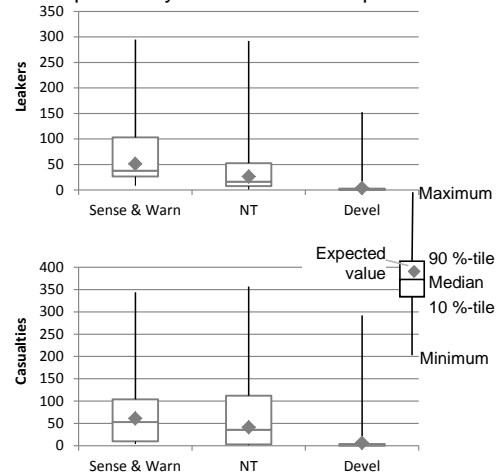 350
300
250
200
150
100
50
0
Leakers
Sense & Warn NT Devel
Maximum
Expected value
90 %-tile
Median
10 %-tile
Minimum
400
350
300
250
200
150
100
50
0
Casualties
Sense & Warn NT Devel